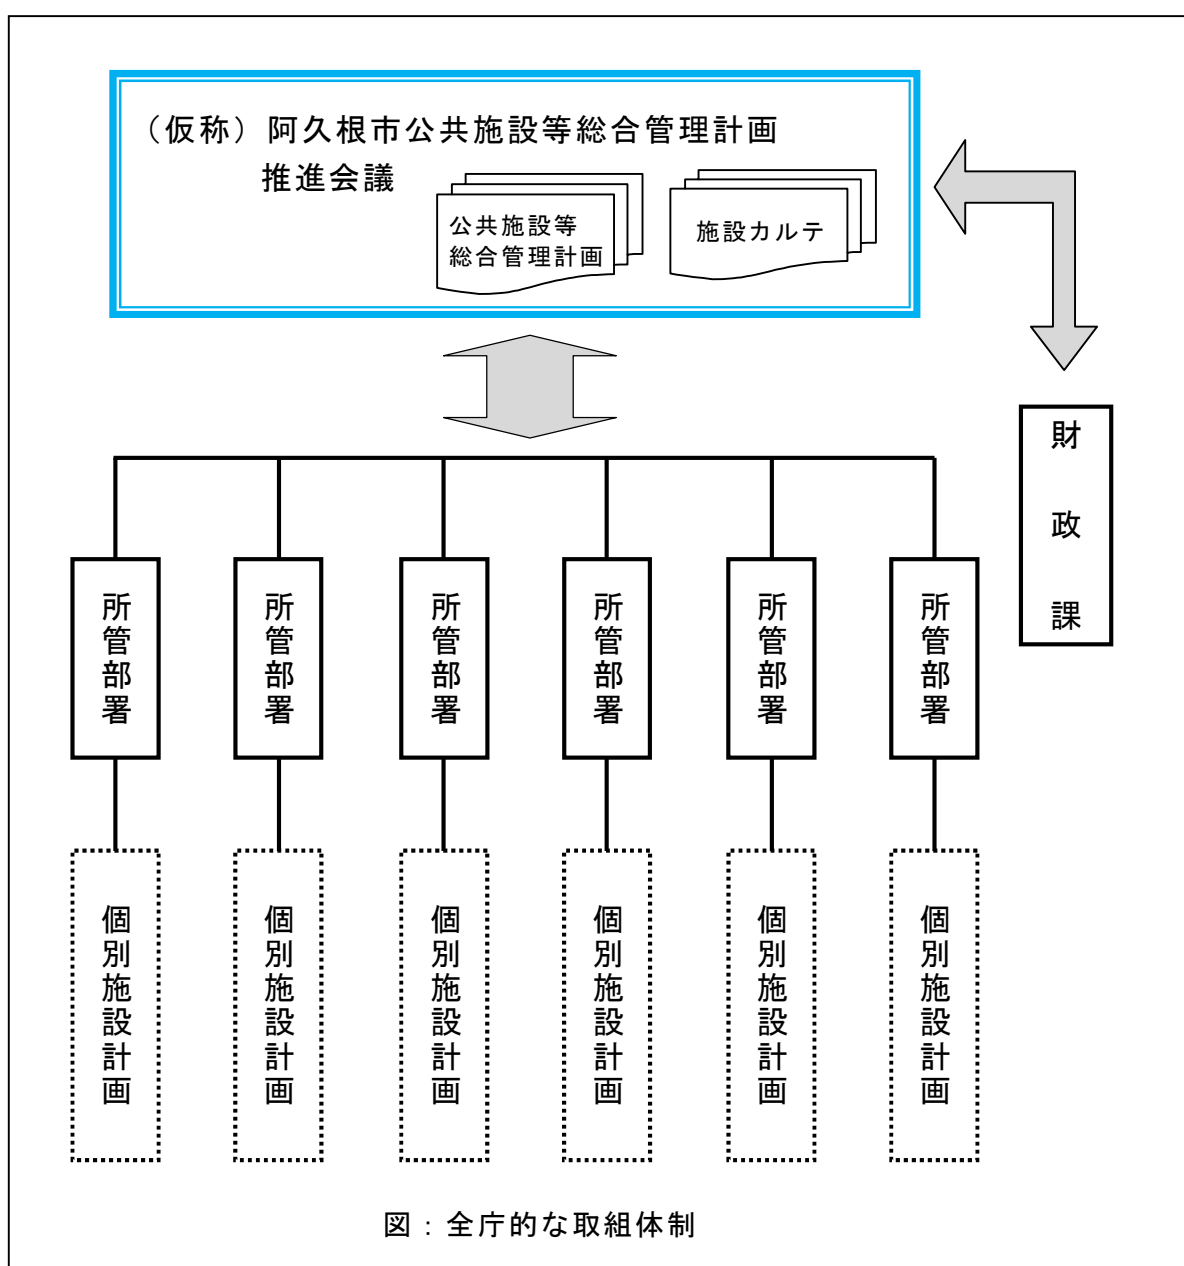 （仮称）阿久根市公共施設等総合管理計画
推進会議
公共施設等
総合管理計画
施設カルテ
財政課
所管部署
所管部署
所管部署
所管部署
所管部署
所管部署
個別施設計画
個別施設計画
個別施設計画
個別施設計画
個別施設計画
個別施設計画
図：全庁的な取組体制